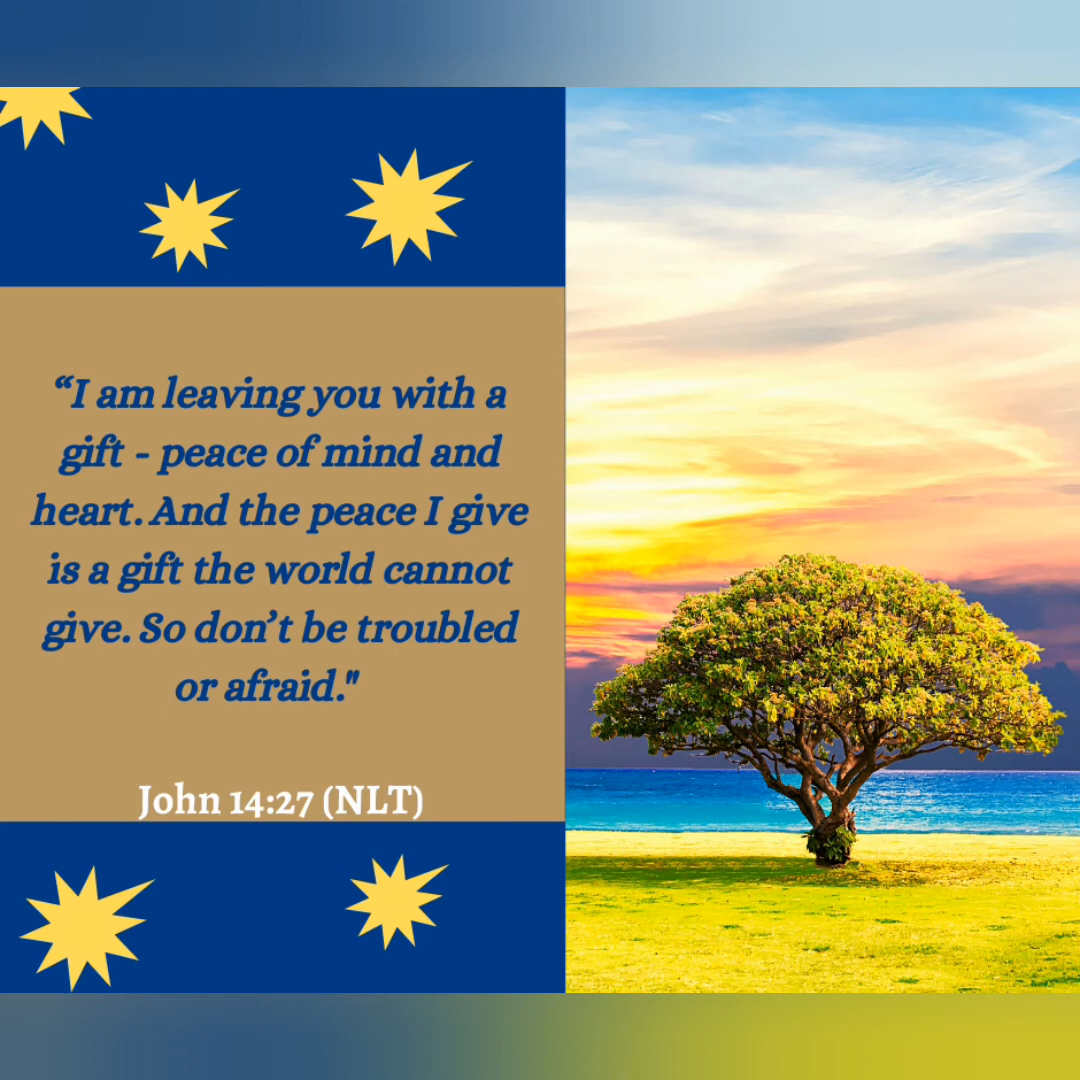 “I am leaving you with a
gift - peace of mind and
heart. And the peace I give
is a gift the world cannot
give. So don’t be troubled
or afraid."
John 14:27 (NLT)